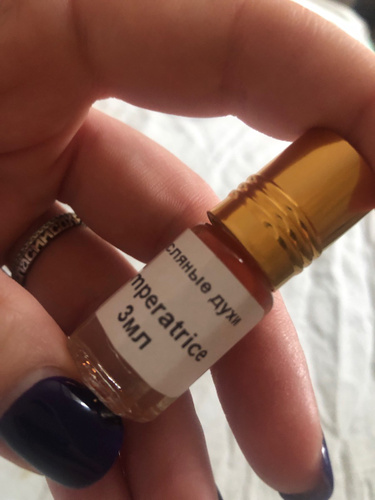 сляные духи
mperatrice
3мл